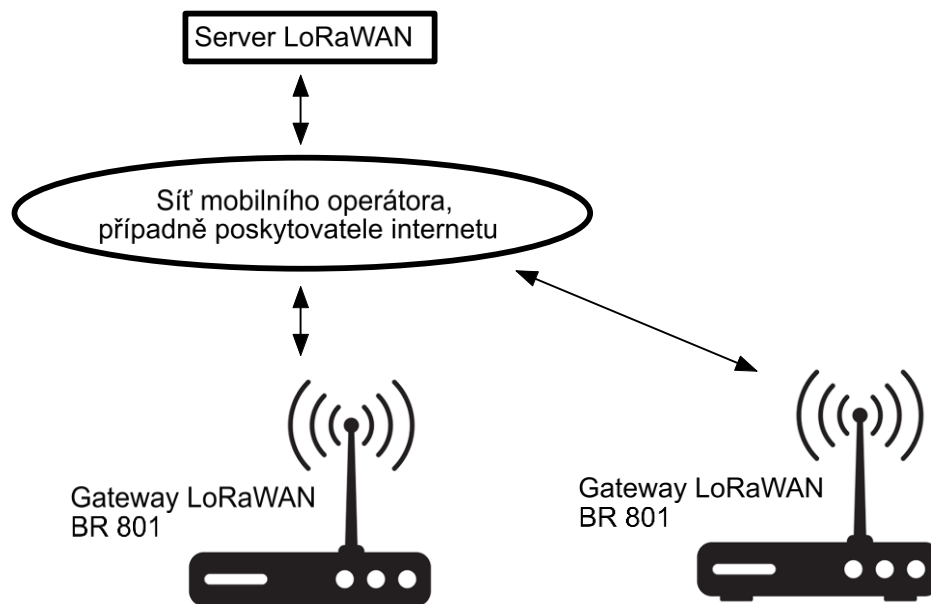 Server LoRaWAN
Síť mobilního operátora,
případně poskytovatele internetu
Gateway LoRaWAN
BR 801
Gateway LoRaWAN
BR 801